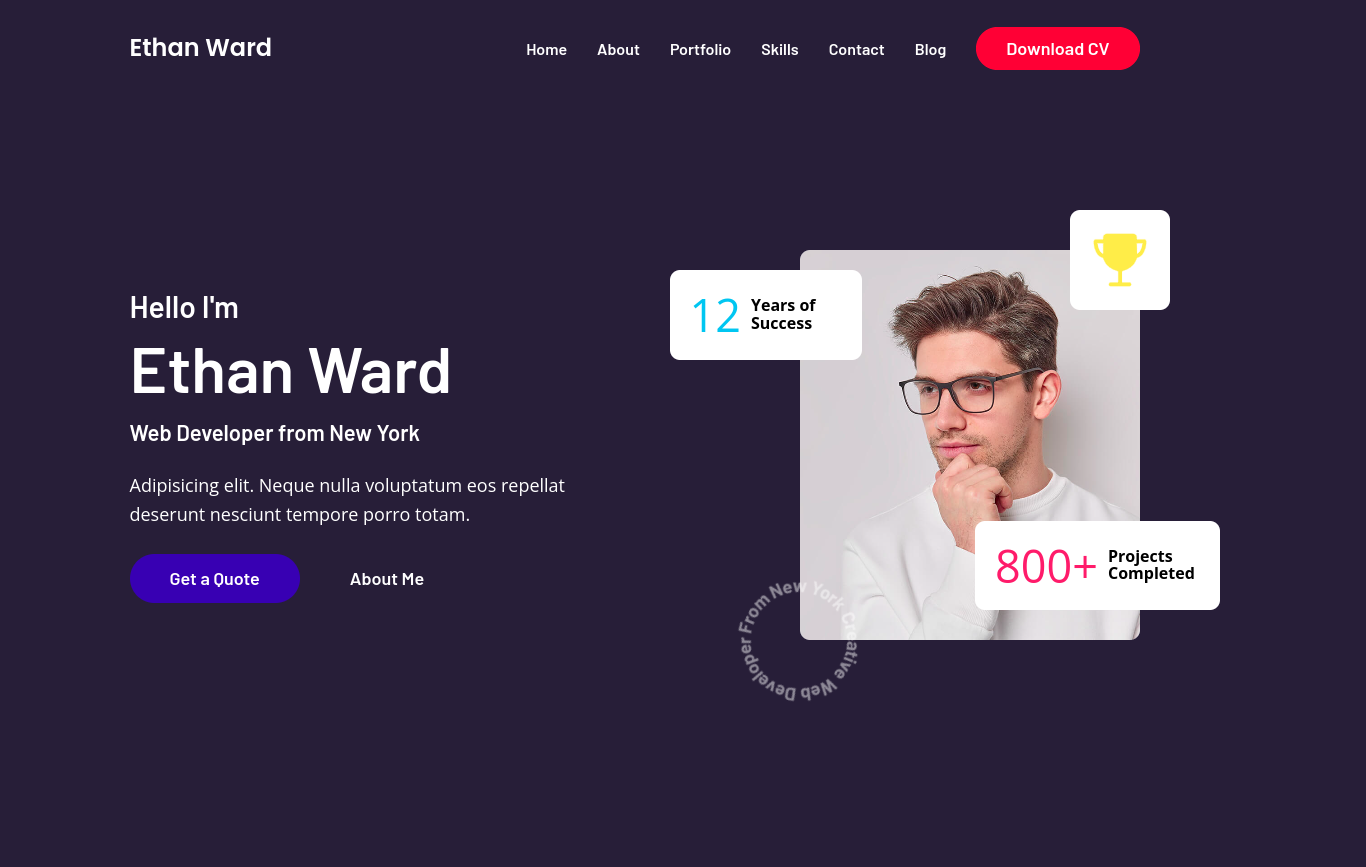 Ethan Ward
Home About Portfolio Skills Contact Blog Download CV
Hello I'm
Ethan Ward
Web Developer from New York
Adipisicing elit. Neque nulla voluptatum eos repellat
deserunt nesciunt tempore porro totam.
Get a Quote About Me
12 Years of
Success
800+ Projects
Completed
Creative Web Developer From New York